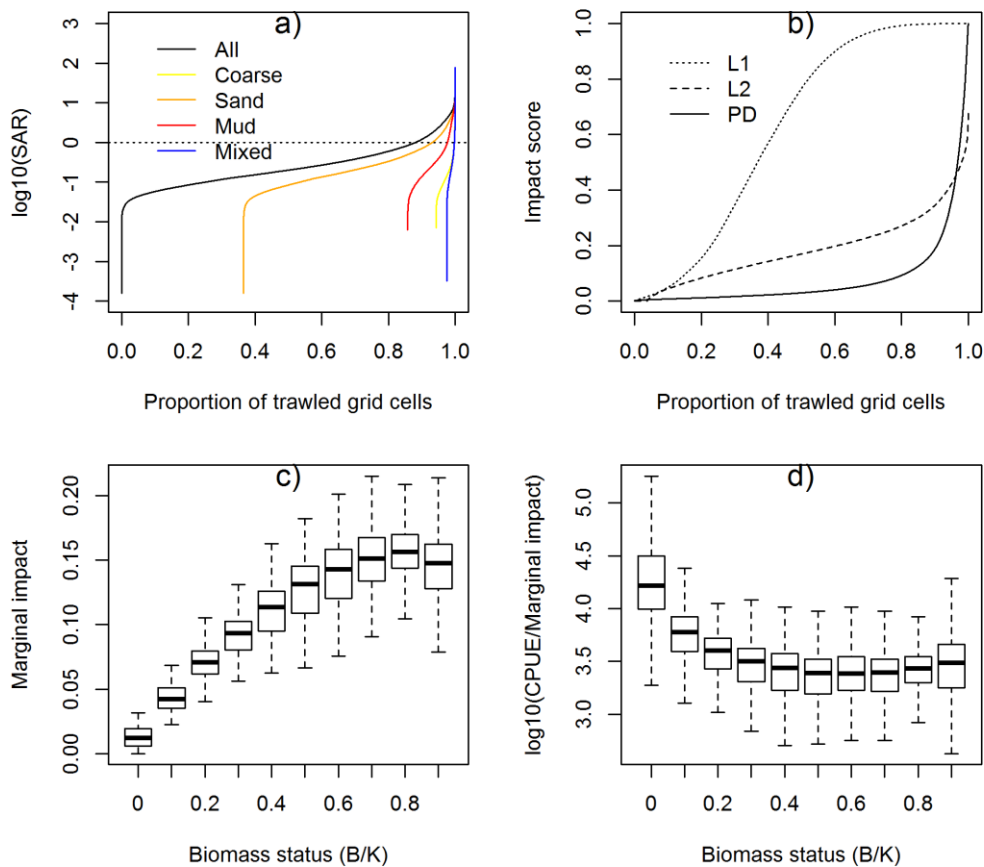 a)
All
Coarse
Sand
Mud
Mixed
log10(SAR)
3
2
1
0
-1
-2
-3
-4
0.0 0.2 0.4 0.6 0.8 1.0
Proportion of trawled grid cells
b)
L1
L2
PD
Impact score
1.0
0.8
0.6
0.4
0.2
0.0
0.0 0.2 0.4 0.6 0.8 1.0
Proportion of trawled grid cells
c)
Marginal impact
0.20
0.15
0.10
0.05
0.00
0 0.2 0.4 0.6 0.8
Biomass status (B/K)
d)
log10(CPUE/Marginal impact)
5.0
4.5
4.0
3.5
3.0
0 0.2 0.4 0.6 0.8
Biomass status (B/K)